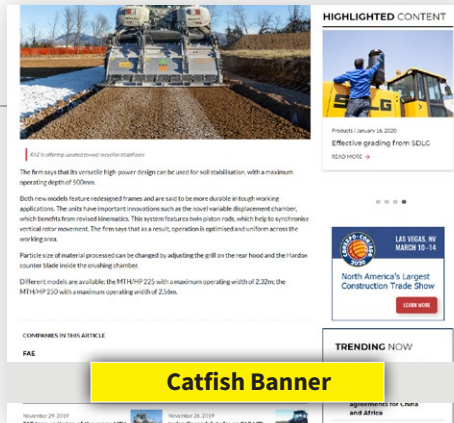 HIGHLIGHTED CONTENT
SDLG
Products / January 16, 2020
Effective grading from SDLG
READ MORE
FAE is offering updated towed versatile stabilisers
The firm says that its versatile high-power design can be used for soil stabilisation, with a maximum
operating depth of 500mm.
Both new models feature redesigned frames and are said to be more durable in tough working
applications. The units have important innovations such as the novel variable displacement chamber,
which benefits from revised kinematics. This system features twin piston rods, which help to synchronise
vertical rotor movement. The firm says that as a result, operation is optimised and uniform across the
working area.
Particle size of material processed can be changed by adjusting the grill on the rear hood and the Hardox
counter blade inside the crushing chamber.
Different models are available: the MTH/HP 225 with a maximum operating width of 2.32m; the
MTH/HP 250 with a maximum operating width of 2.56m.
CONEXPO-CON/AGG
2020
LAS VEGAS, NV
MARCH 10-14
North America's Largest
Construction Trade Show
LEARN MORE
COMPANIES IN THIS ARTICLE
FAE
TRENDING NOW
Catfish Banner
agreements for China
and Africa
November 29, 2019
November 26, 2019